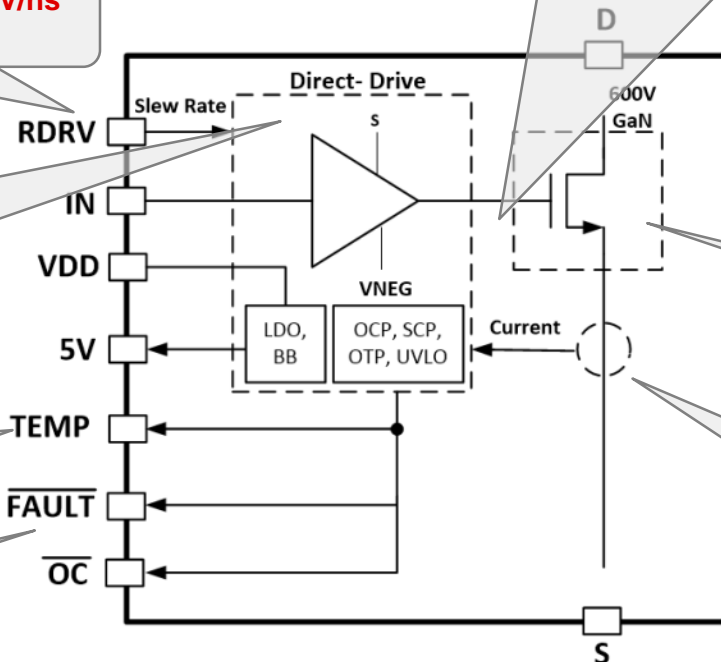 V/ns
D
Direct- Drive
600V
GaN
Slew Rate
RDRV
S
IN
VDD
VNEG
LDO,
BB
OCP, SCP,
OTP, UVLO
Current
5V
TEMP
FAULT
OC
S